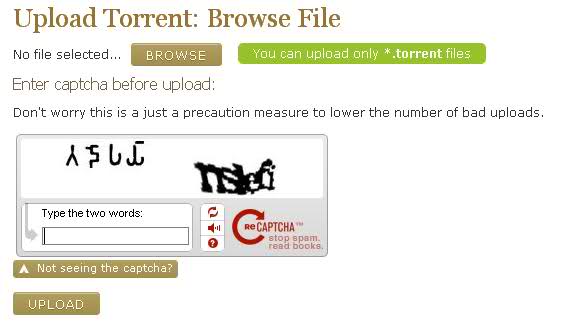 Upload Torrent: Browse File
No file selected... BROWSE You can upload only *.torrent files
Enter captcha before upload:
Don't worry this is a just a precaution measure to lower the number of bad uploads.
Type the two words:
reCAPTCHA™
stop spam.
read books.
Not seeing the captcha?
UPLOAD